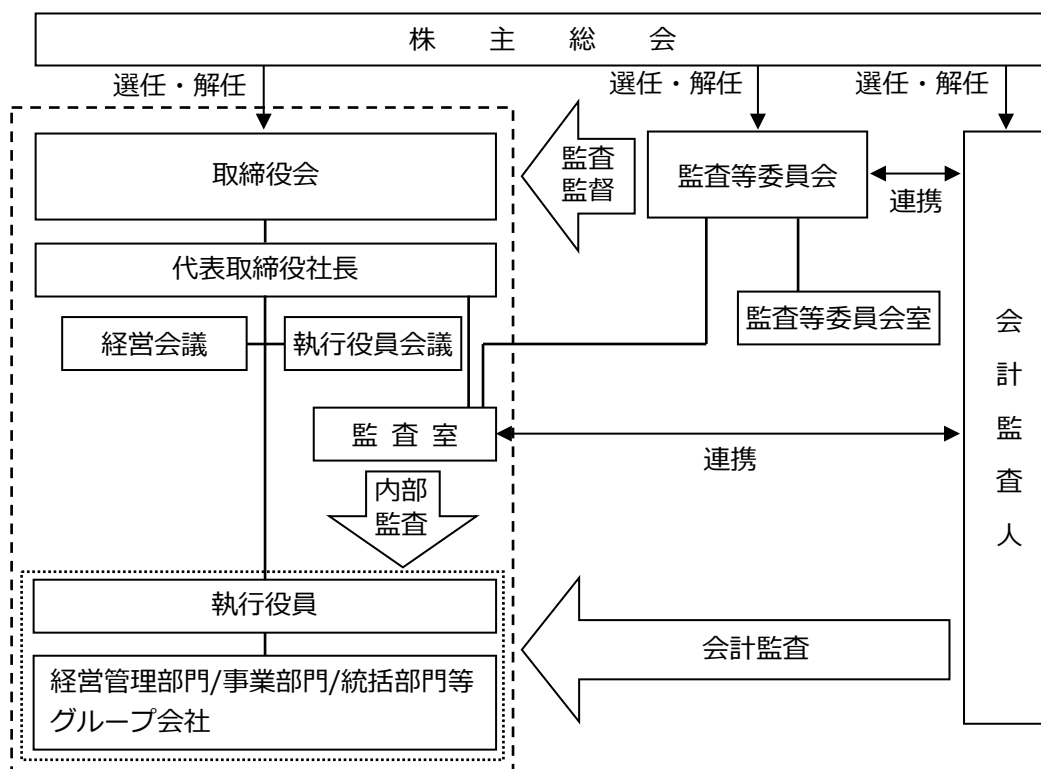 株主総会
選任・解任
選任・解任
選任・解任
取締役会
監査
監督
監査等委員会
連携
代表取締役社長
経営会議
執行役員会議
監査等委員会室
監査室
連携
内部
監査
会計監査人
執行役員
会計監査
経営管理部門/事業部門/統括部門等
グループ会社